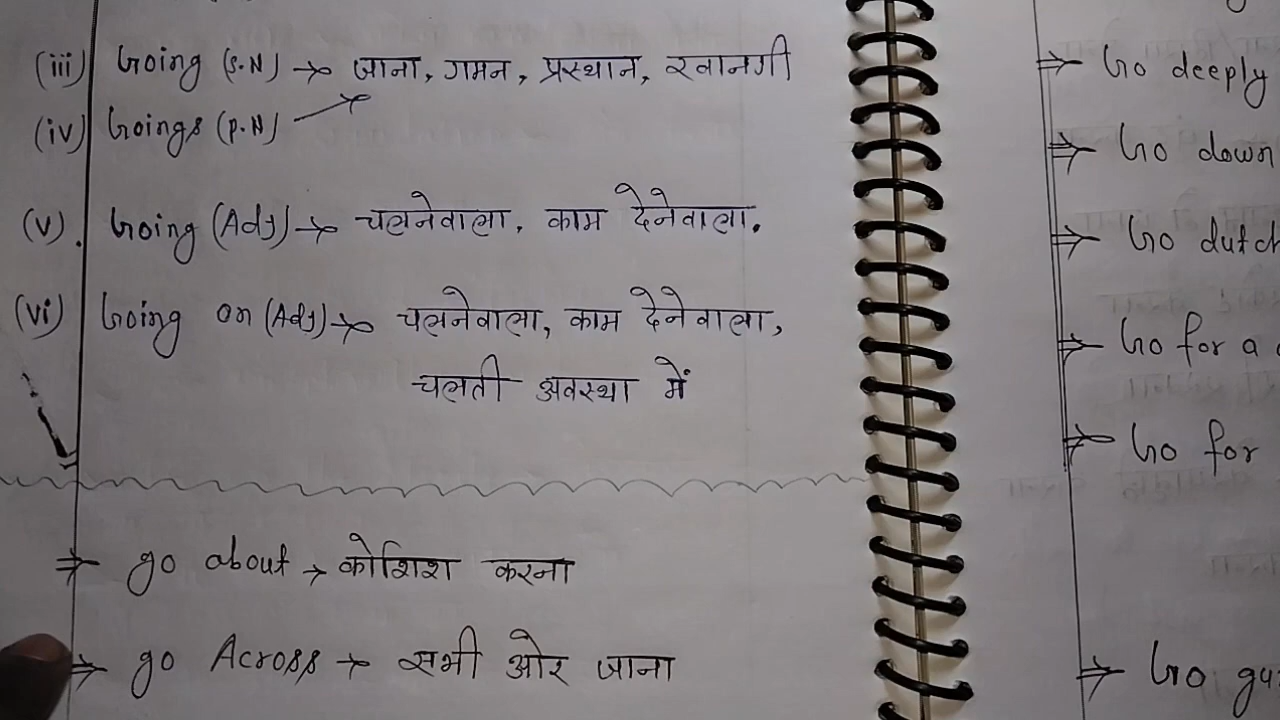 (iii) Going (S.N) → जाना, गमन, प्रस्थान, रवानगी
(iv) Goings (P.N)
(v). Going (Adj) → चलनेवाला, काम देनेवाला.
(vi) Going on (Adj) → चलनेवाला, काम देनेवाला,
चलती अवस्था में
⇒ go about → कोशिश करना
⇒ go Across → सभी ओर जाना
⇒ Go deeply
⇒ Go down
⇒ Go dutch
⇒ Go for a
⇒ Go for
⇒ Go